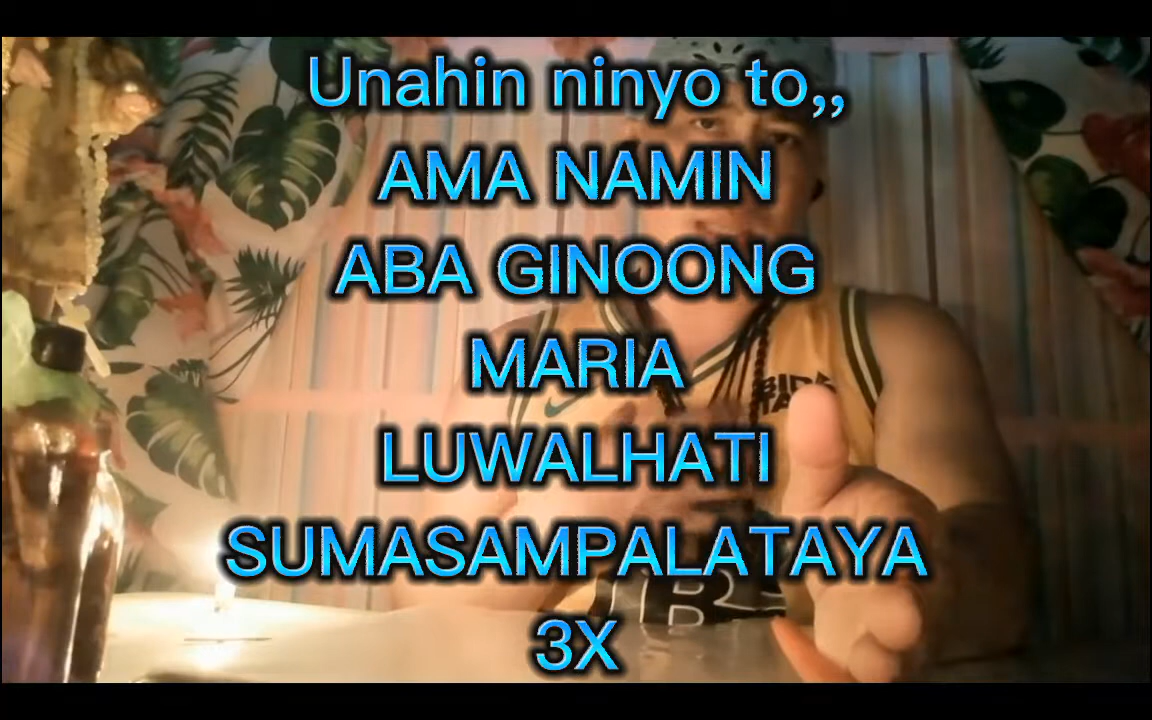 Unahin ninyo to,,
AMA NAMIN
ABA GINOONG
MARIA
LUWALHATI
SUMASAMPALATAYA
3X